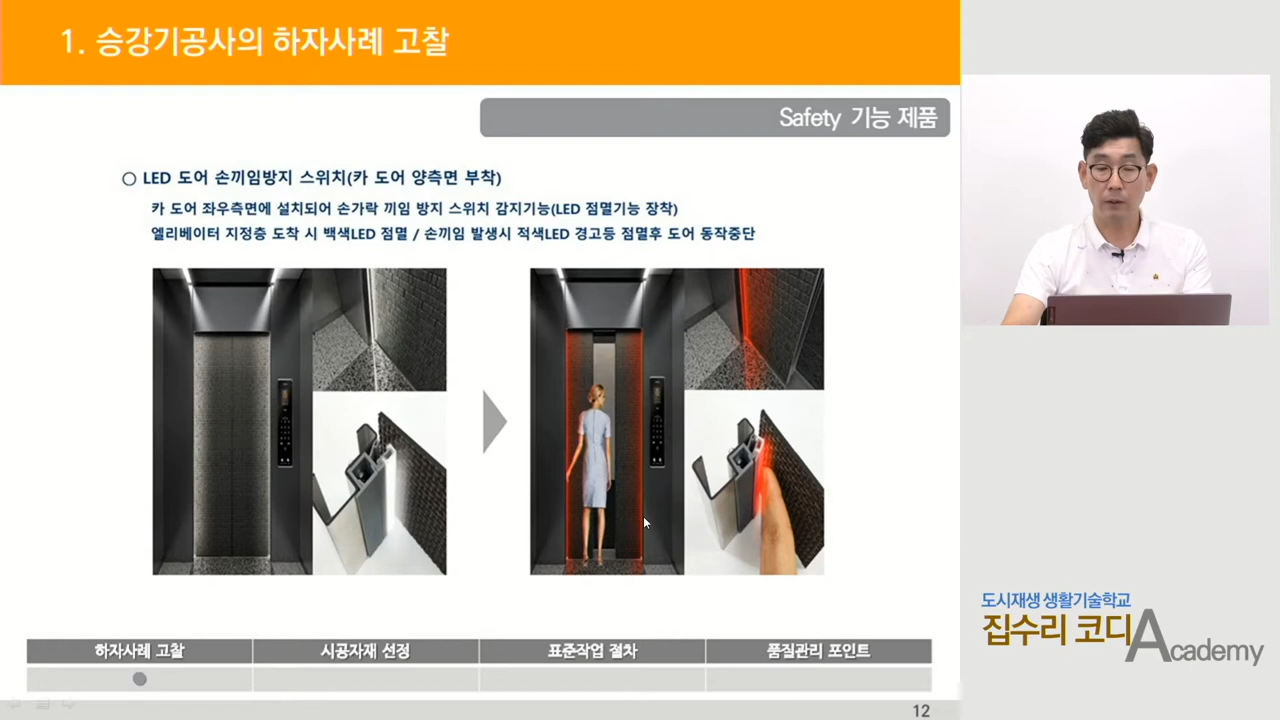 1. 승강기공사의 하자사례 고찰
Safety 기능 제품
○ LED 도어 손끼임방지 스위치(카 도어 양측면 부착)
카 도어 좌우측면에 설치되어 손가락 끼임 방지 스위치 감지기능(LED 점멸기능 장착)
엘리베이터 지정층 도착 시 백색LED 점멸 / 손끼임 발생시 적색LED 경고등 점멸후 도어 동작중단
도시재생 생활기술학교
집수리 코디 Academy
하자사례 고찰 시공자재 선정 표준작업 절차 품질관리 포인트
12